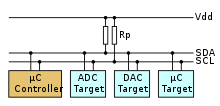 Vdd
Rp
SDA
SCL
µC
Controller
ADC
Target
DAC
Target
µC
Target